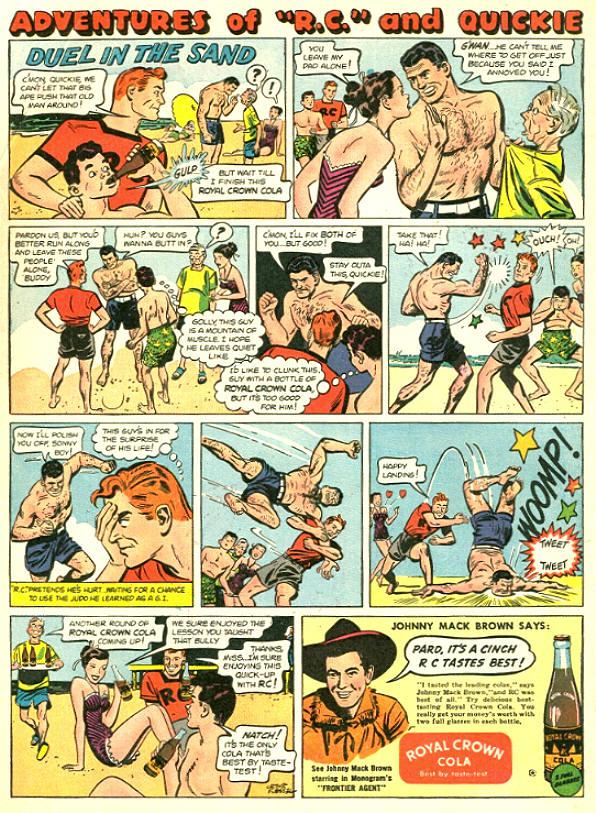 ADVENTURES of "R.C." and QUICKIE
DUEL IN THE SAND
C'MON, QUICKIE, WE
CAN'T LET THAT BIG
APE PUSH THAT OLD
MAN AROUND!
?
!
GULP
BUT WAIT TILL
I FINISH THIS
ROYAL CROWN COLA
YOU
LEAVE MY
DAD ALONE!
RC
G'WAN...HE CAN'T TELL ME
WHERE TO GET OFF JUST
BECAUSE YOU SAID I
ANNOYED YOU!
PARDON US, BUT YOU'D
BETTER RUN ALONG
AND LEAVE THESE
PEOPLE
ALONE,
BUDDY
HUH? YOU GUYS
WANNA BUTT IN?
?
GOLLY, THIS GUY
IS A MOUNTAIN OF
MUSCLE. I HOPE
HE LEAVES QUIET
LIKE
C'MON, I'LL FIX BOTH OF
YOU...BUT GOOD!
STAY OUTA
THIS, QUICKIE!
I'D LIKE TO CLUNK THIS
GUY WITH A BOTTLE OF
ROYAL CROWN COLA,
BUT IT'S TOO GOOD
FOR HIM!
TAKE THAT!
HA! HA!
OUCH!
OH!
NOW I'LL POLISH
YOU OFF, SONNY
BOY!
THIS GUY'S IN FOR
THE SURPRISE
OF HIS LIFE!
"R.C." PRETENDS HE'S HURT...WAITING FOR A CHANCE
TO USE THE JUDO HE LEARNED AS A G.I.
HAPPY
LANDING!
WOOMP!
TWEET
TWEET
ANOTHER ROUND OF
ROYAL CROWN COLA
COMING UP!
WE SURE ENJOYED THE
LESSON YOU TAUGHT
THAT BULLY
RC
THANKS,
MISS...I'M SURE
ENJOYING THIS
QUICK-UP
WITH RC!
NATCH!
IT'S THE ONLY
COLA THAT'S
BEST BY TASTE-
TEST!
JOHNNY MACK BROWN SAYS:
PARD, IT'S A CINCH
R C TASTES BEST!
"I tasted the leading colas," says
Johnny Mack Brown, "and RC was
best of all." Try delicious best-
tasting Royal Crown Cola. You
really get your money's worth with
two full glasses in each bottle.
ROYAL CROWN
COLA
Best by taste-test
See Johnny Mack Brown
starring in Monogram's
"FRONTIER AGENT"
ROYAL CROWN
COLA
2 FULL
GLASSES